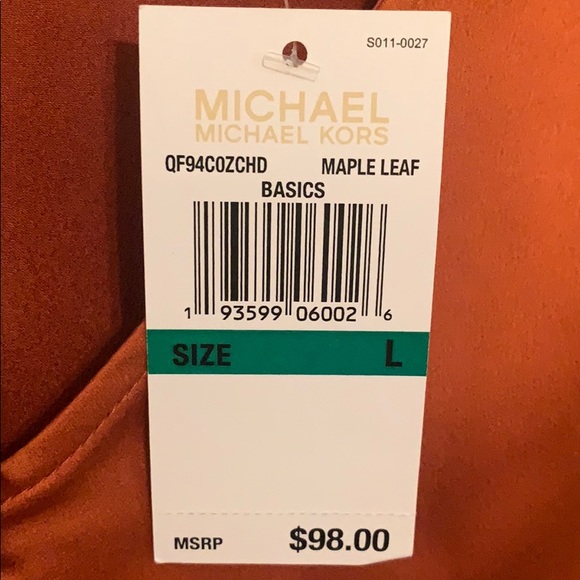 S011-0027
MICHAEL
MICHAEL KORS
QF94C0ZCHD MAPLE LEAF
BASICS
1 93599 06002 6
SIZE L
MSRP $98.00